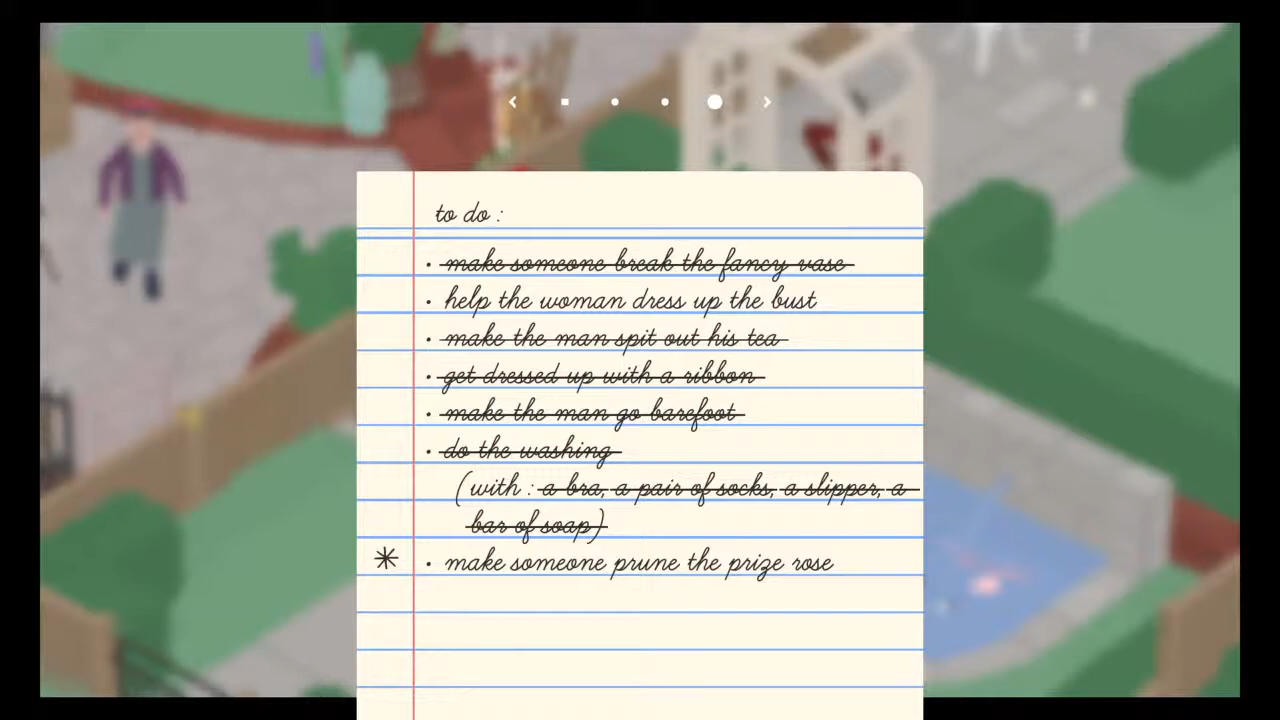 to do :
• make someone break the fancy vase
• help the woman dress up the bust
• make the man spit out his tea
• get dressed up with a ribbon
• make the man go barefoot
• do the washing
(with : a bra, a pair of socks, a slipper, a
bar of soap)
• make someone prune the prize rose